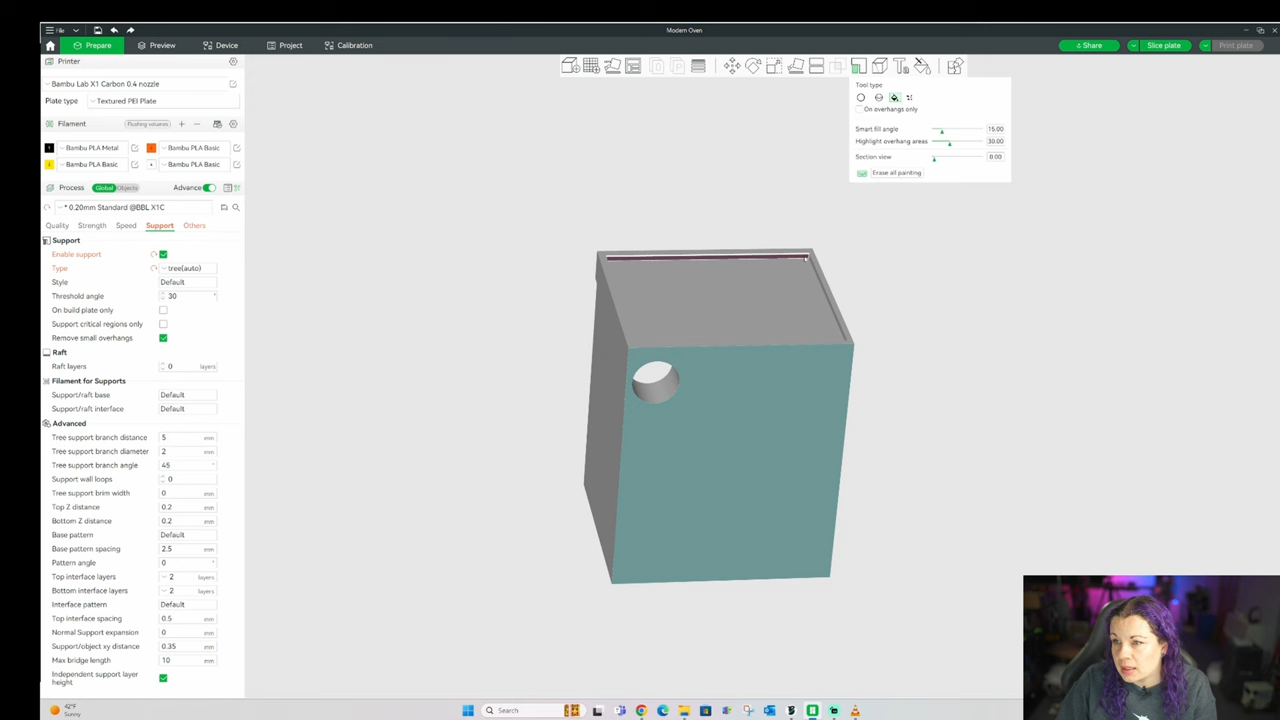 File
Modern Oven
Prepare
Preview
Device
Project
Calibration
Share
Slice plate
Print plate
Printer
Bambu Lab X1 Carbon 0.4 nozzle
Plate type
Textured PEI Plate
Filament
Flushing volumes
Bambu PLA Metal
Bambu PLA Basic
Bambu PLA Basic
Bambu PLA Basic
Process
Global
Objects
Advance
* 0.20mm Standard @BBL X1C
Quality
Strength
Speed
Support
Others
Support
Enable support
Type
tree(auto)
Style
Default
Threshold angle
30
On build plate only
Support critical regions only
Remove small overhangs
Raft
Raft layers
0
layers
Filament for Supports
Support/raft base
Default
Support/raft interface
Default
Advanced
Tree support branch distance
5
mm
Tree support branch diameter
2
mm
Tree support branch angle
45
Support wall loops
0
Tree support brim width
0
mm
Top Z distance
0.2
mm
Bottom Z distance
0.2
mm
Base pattern
Default
Base pattern spacing
2.5
mm
Pattern angle
0
Top interface layers
2
layers
Bottom interface layers
2
layers
Interface pattern
Default
Top interface spacing
0.5
mm
Normal Support expansion
0
mm
Support/object xy distance
0.35
mm
Max bridge length
10
mm
Independent support layer
height
Tool type
On overhangs only
Smart fill angle
15.00
Highlight overhang areas
30.00
Section view
0.00
Erase all painting
42°F
Sunny
Search